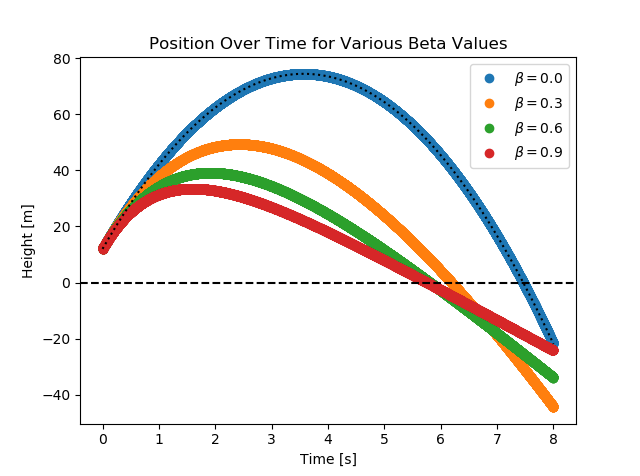 Position Over Time for Various Beta Values
80
60
40
20
0
−20
−40
Height [m]
β = 0.0
β = 0.3
β = 0.6
β = 0.9
0 1 2 3 4 5 6 7 8
Time [s]